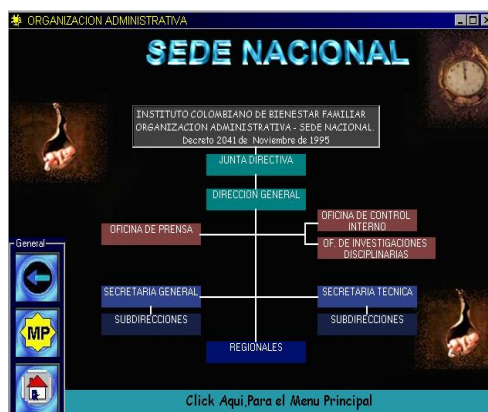 ORGANIZACION ADMINISTRATIVA
SEDE NACIONAL
INSTITUTO COLOMBIANO DE BIENESTAR FAMILIAR
ORGANIZACION ADMINISTRATIVA - SEDE NACIONAL.
Decreto 2041 de Noviembre de 1995
JUNTA DIRECTIVA
DIRECCION GENERAL
OFICINA DE PRENSA
OFICINA DE CONTROL
INTERNO
OF. DE INVESTIGACIONES
DISCIPLINARIAS
General
SECRETARIA GENERAL
SECRETARIA TECNICA
SUBDIRECCIONES
SUBDIRECCIONES
MP
REGIONALES
Click Aqui,Para el Menu Principal